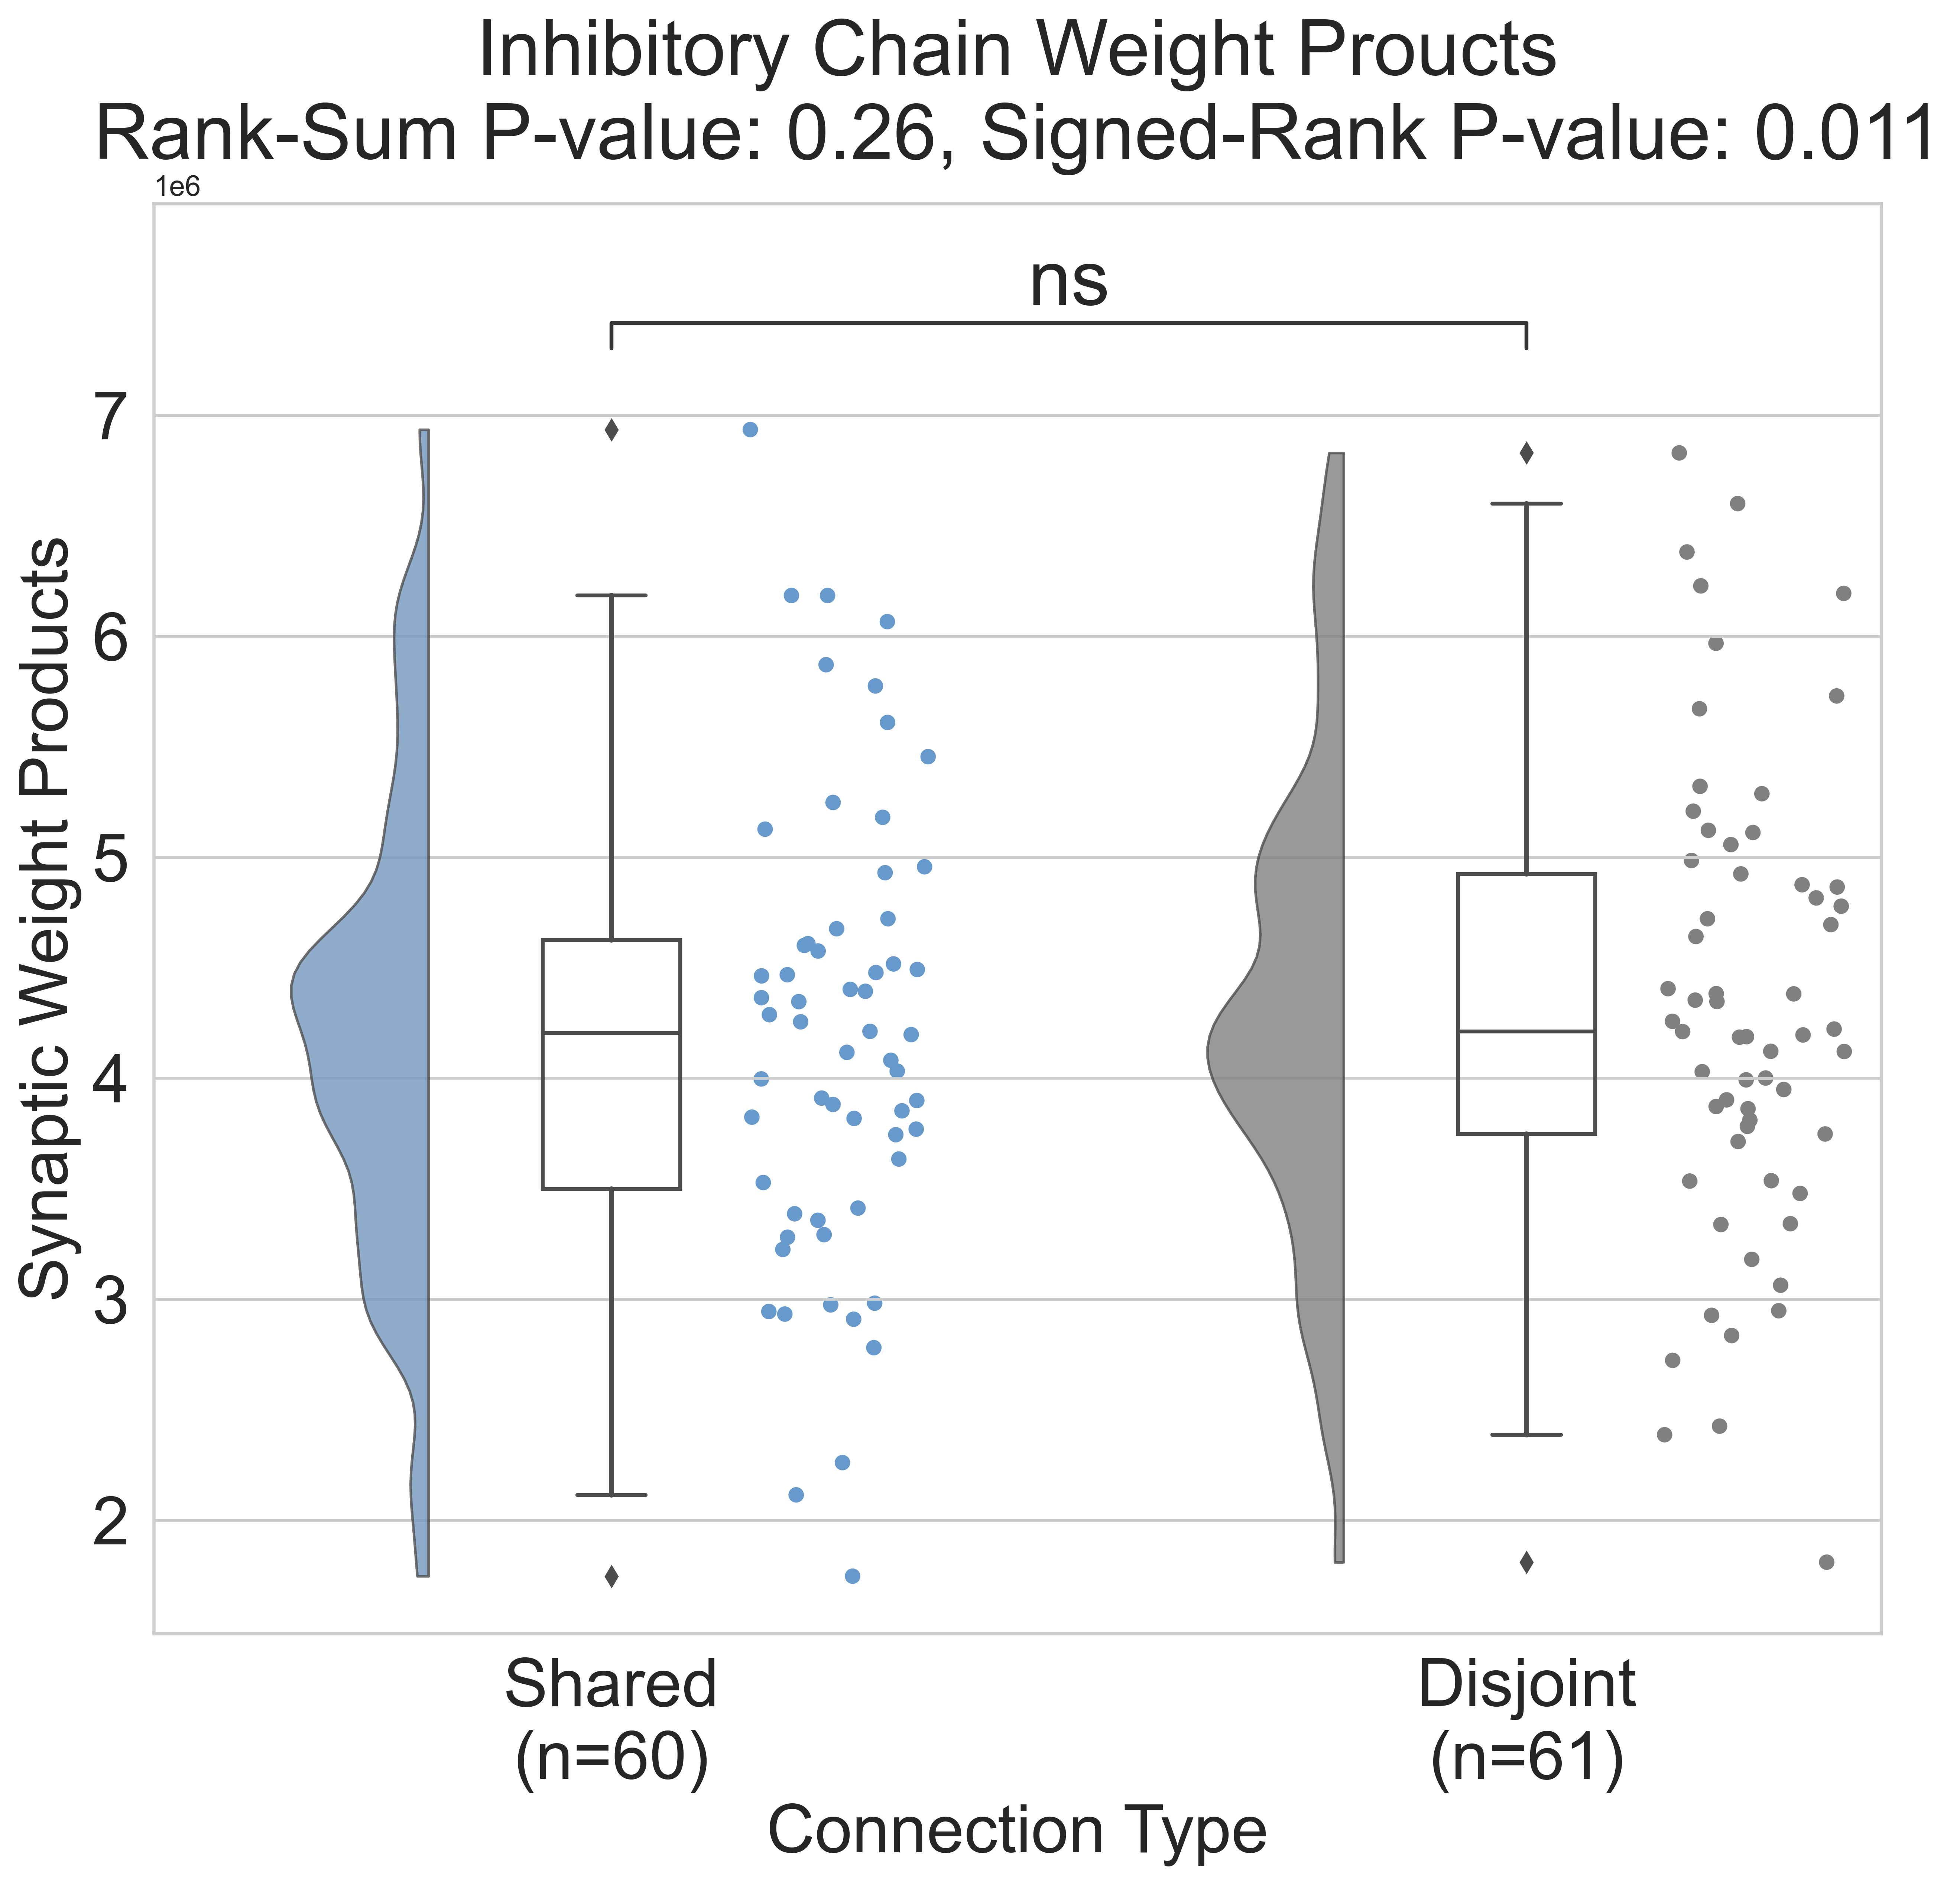 Inhibitory Chain Weight Proucts
Rank-Sum P-value: 0.26, Signed-Rank P-value: 0.011
1e6
ns
7
6
5
4
3
2
Synaptic Weight Products
Shared
(n=60)
Disjoint
(n=61)
Connection Type